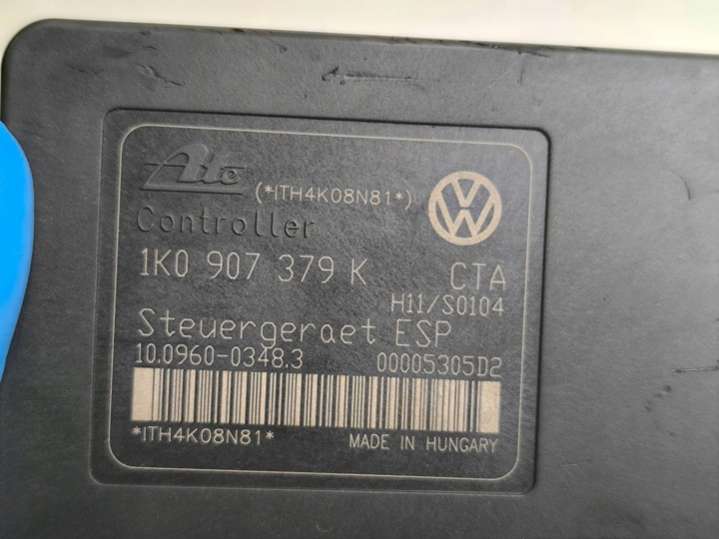 Ate (*ITH4K08N81*)
Controller
1K0 907 379 K CTA
H11/S0104
Steuergeraet ESP
10.0960-0348.3 00005305D2
*ITH4K08N81* MADE IN HUNGARY